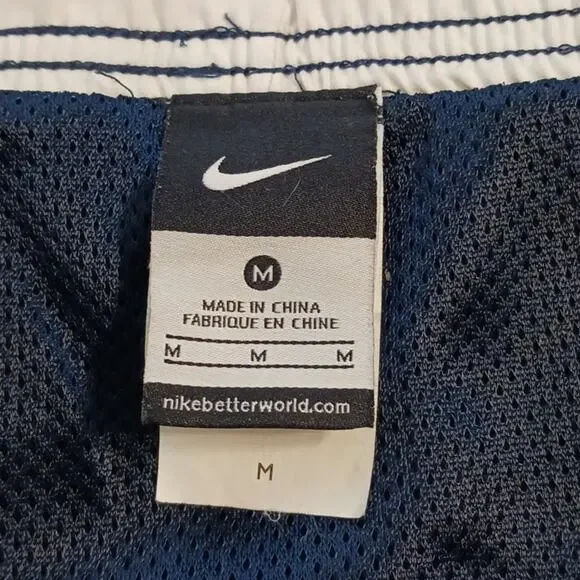 M
MADE IN CHINA
FABRIQUE EN CHINE
M M M
nikebetterworld.com
M